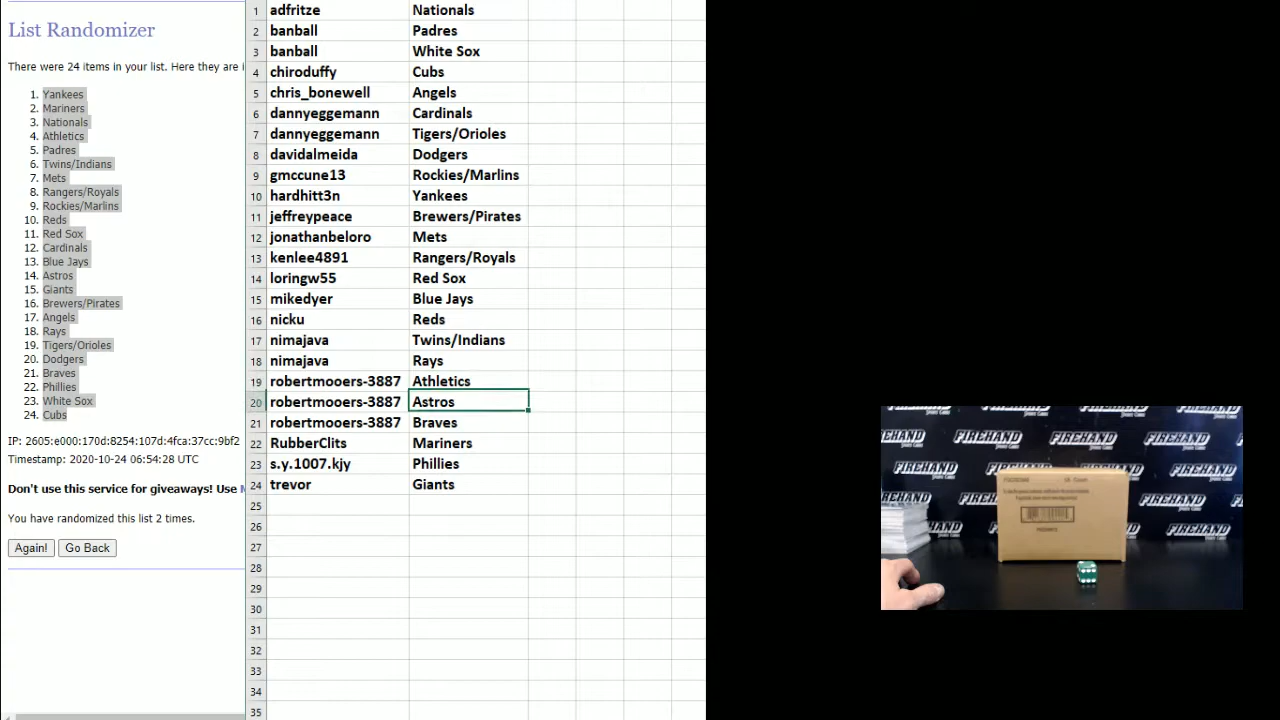 List Randomizer
There were 24 items in your list. Here they are i
1. Yankees
2. Mariners
3. Nationals
4. Athletics
5. Padres
6. Twins/Indians
7. Mets
8. Rangers/Royals
9. Rockies/Marlins
10. Reds
11. Red Sox
12. Cardinals
13. Blue Jays
14. Astros
15. Giants
16. Brewers/Pirates
17. Angels
18. Rays
19. Tigers/Orioles
20. Dodgers
21. Braves
22. Phillies
23. White Sox
24. Cubs
IP: 2605:e000:170d:8254:107d:4fca:37cc:9bf2
Timestamp: 2020-10-24 06:54:28 UTC
Don't use this service for giveaways! Use
You have randomized this list 2 times.
Again! Go Back
1 adfritze Nationals
2 banball Padres
3 banball White Sox
4 chiroduffy Cubs
5 chris_bonewell Angels
6 dannyeggemann Cardinals
7 dannyeggemann Tigers/Orioles
8 davidalmeida Dodgers
9 gmccune13 Rockies/Marlins
10 hardhitt3n Yankees
11 jeffreypeace Brewers/Pirates
12 jonathanbeloro Mets
13 kenlee4891 Rangers/Royals
14 loringw55 Red Sox
15 mikedyer Blue Jays
16 nicku Reds
17 nimajava Twins/Indians
18 nimajava Rays
19 robertmooers-3887 Athletics
20 robertmooers-3887 Astros
21 robertmooers-3887 Braves
22 RubberClits Mariners
23 s.y.1007.kjy Phillies
24 trevor Giants
25
26
27
28
29
30
31
32
33
34
35
FIREHAND
FIREHAND
FIREHAND
FIREHAND
FIREHAND
FIREHAND